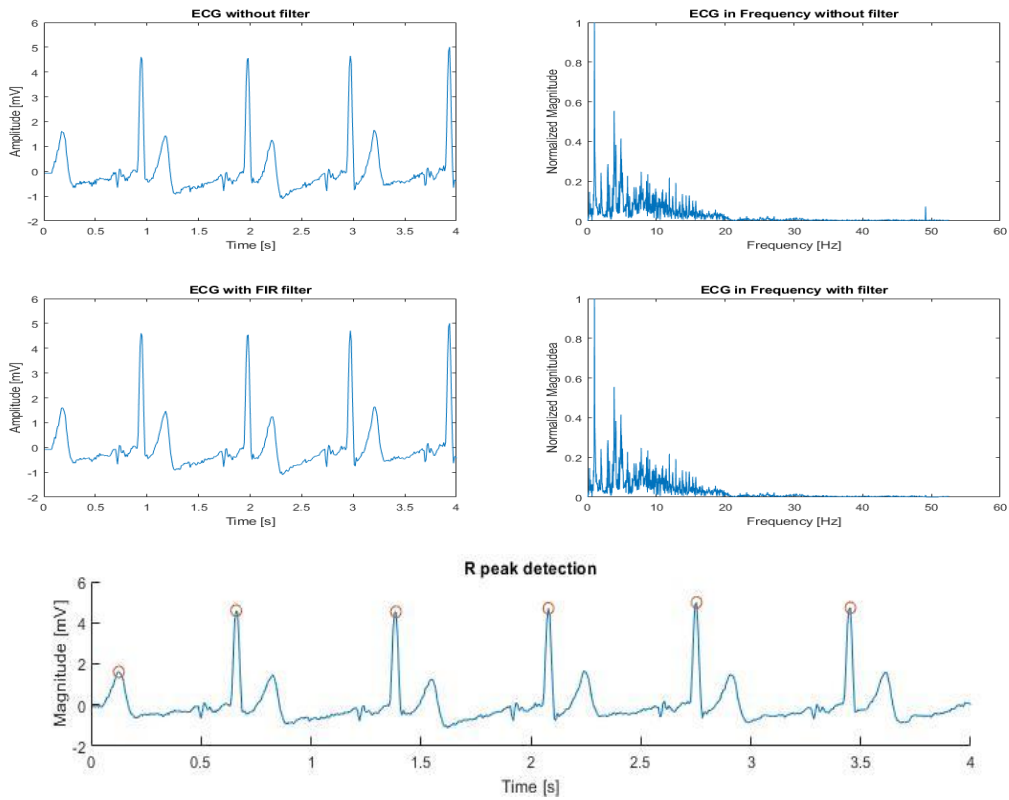 ECG without filter
Amplitude [mV]
6
5
4
3
2
1
0
-1
-2
0 0.5 1 1.5 2 2.5 3 3.5 4
Time [s]
ECG in Frequency without filter
Normalized Magnitude
1
0.8
0.6
0.4
0.2
0
0 10 20 30 40 50 60
Frequency [Hz]
ECG with FIR filter
Amplitude [mV]
6
5
4
3
2
1
0
-1
-2
0 0.5 1 1.5 2 2.5 3 3.5 4
Time [s]
ECG in Frequency with filter
Normalized Magnitudea
1
0.8
0.6
0.4
0.2
0
0 10 20 30 40 50 60
Frequency [Hz]
R peak detection
Magnitude [mV]
6
4
2
0
-2
0 0.5 1 1.5 2 2.5 3 3.5 4
Time [s]